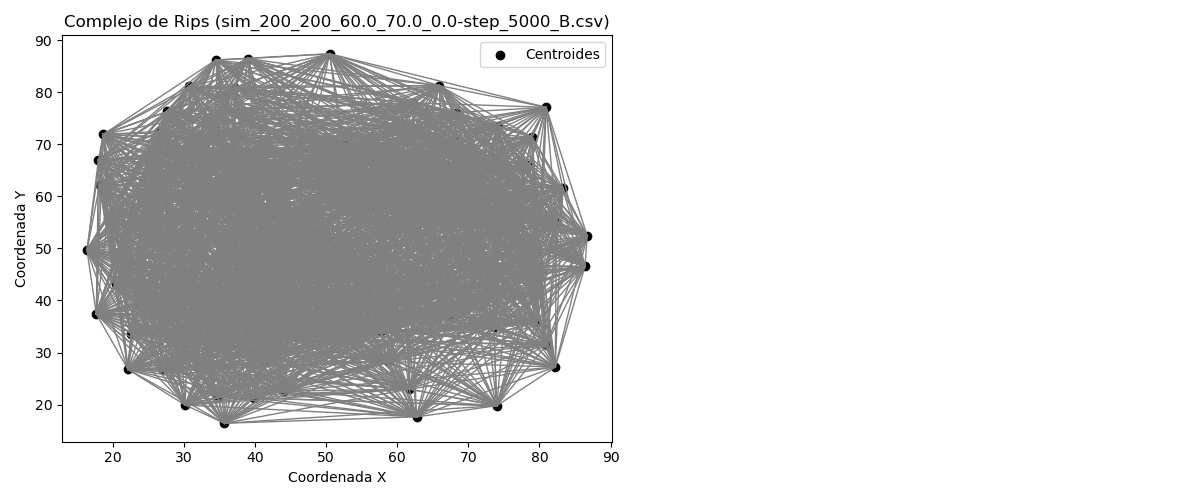 Complejo de Rips (sim_200_200_60.0_70.0_0.0-step_5000_B.csv)
Centroides
90
80
70
60
50
40
30
20
Coordenada Y
20 30 40 50 60 70 80 90
Coordenada X